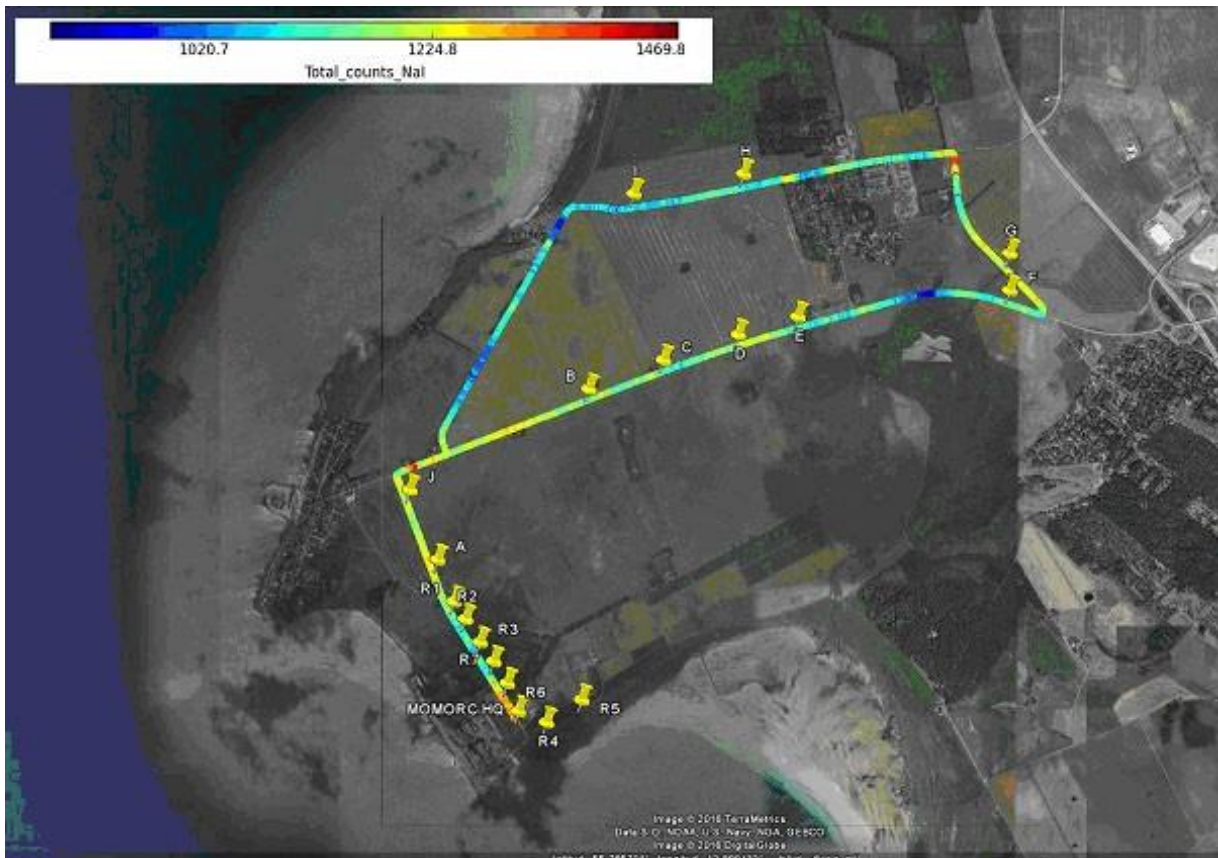 1020.7 1224.8 1469.8
Total_counts_NaI
H
I
G
F
E
D
C
B
J
A
R1
R2
R3
R7
R6
MOMORC HQ
R5
R4
Image © 2016 TerraMetrics
Data SIO, NOAA, U.S. Navy, NGA, GEBCO
Image © 2016 DigitalGlobe